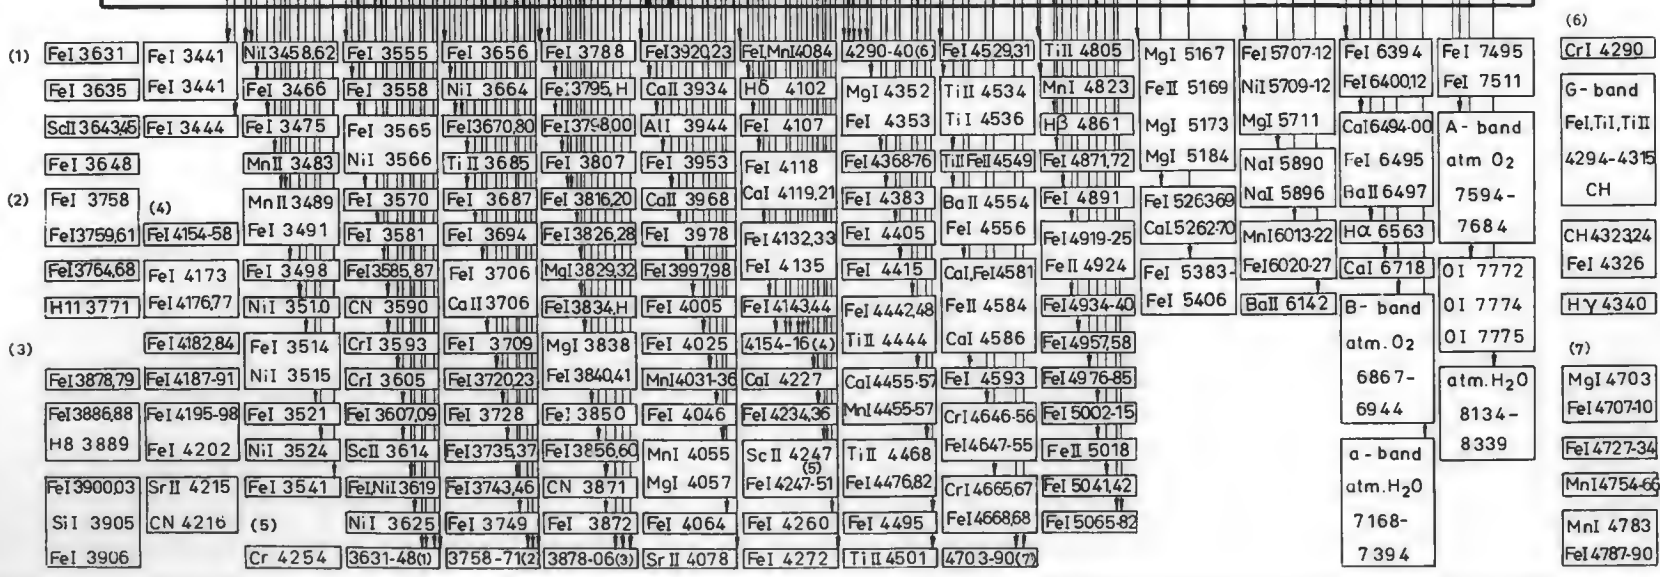 (1)
FeI 3631
FeI 3635
ScII 3643,45
FeI 3648
(2)
FeI 3758
FeI 3759,61
FeI 3764,68
H11 3771
(3)
FeI 3878,79
FeI 3886,88
H8 3889
FeI 3900,03
SiI 3905
FeI 3906
FeI 3441
FeI 3441
FeI 3444
(4)
FeI 4154-58
FeI 4173
FeI 4176,77
FeI 4182,84
FeI 4187-91
FeI 4195-98
FeI 4202
SrII 4215
CN 4216
NiI 3458,62
FeI 3466
FeI 3475
MnII 3483
MnII 3489
FeI 3491
FeI 3498
NiI 3510
FeI 3514
NiI 3515
FeI 3521
NiI 3524
FeI 3541
(5)
Cr 4254
FeI 3555
FeI 3558
FeI 3565
NiI 3566
FeI 3570
FeI 3581
FeI 3585,87
CN 3590
CrI 3593
CrI 3605
FeI 3607,09
ScII 3614
FeI,NiI 3619
NiI 3625
3631-48(1)
FeI 3656
NiI 3664
FeI 3670,80
TiII 3685
FeI 3687
FeI 3694
FeI 3706
CaII 3706
FeI 3709
FeI 3720,23
FeI 3728
FeI 3735,37
FeI 3743,46
FeI 3749
3758-71(2)
FeI 3788
FeI 3795, H
FeI 3798,00
FeI 3807
FeI 3816,20
FeI 3826,28
MgI 3829,32
FeI 3834,H
MgI 3838
FeI 3840,41
FeI 3850
FeI 3856,60
CN 3871
FeI 3872
3878-06(3)
FeI 3920,23
CaII 3934
AlI 3944
FeI 3953
CaII 3968
FeI 3978
FeI 3997,98
FeI 4005
FeI 4025
MnI 4031-36
FeI 4046
MnI 4055
MgI 4057
FeI 4064
SrII 4078
FeI,MnI 4084
Hδ 4102
FeI 4107
FeI 4118
CaI 4119,21
FeI 4132,33
FeI 4135
FeI 4143,44
4154-16(4)
CaI 4227
FeI 4234,36
ScII 4247
(5)
FeI 4247-51
FeI 4260
FeI 4272
4290-40(6)
MgI 4352
FeI 4353
FeI 4368-76
FeI 4383
FeI 4405
FeI 4415
FeI 4442,48
TiII 4444
CaI 4455-57
MnI 4455-57
TiII 4468
FeI 4476,82
FeI 4495
TiII 4501
FeI 4529,31
TiII 4534
TiI 4536
TiII FeII 4549
BaII 4554
FeI 4556
CaI,FeI 4581
FeII 4584
CaI 4586
FeI 4593
CrI 4646-56
FeI 4647-55
CrI 4665,67
FeI 4668,68
4703-90(7)
TiII 4805
MnI 4823
Hβ 4861
FeI 4871,72
FeI 4891
FeI 4919-25
FeII 4924
FeI 4934-40
FeI 4957,58
FeI 4976-85
FeI 5002-15
FeII 5018
FeI 5041,42
FeI 5065-82
MgI 5167
FeII 5169
MgI 5173
MgI 5184
FeI 5263-69
CaI 5262-70
FeI 5383-
FeI 5406
FeI 5707-12
NiI 5709-12
MgI 5711
NaI 5890
NaI 5896
MnI 6013-22
FeI 6020-27
BaII 6142
FeI 6394
FeI 6400,12
CaI 6494-00
FeI 6495
BaII 6497
Hα 6563
CaI 6718
B- band
atm. O2
6867-
6944
a - band
atm. H2O
7168-
7394
FeI 7495
FeI 7511
A - band
atm O2
7594-
7684
OI 7772
OI 7774
OI 7775
atm. H2O
8134-
8339
(6)
CrI 4290
G- band
FeI,TiI,TiII
4294-4315
CH
CH 4323,24
FeI 4326
Hγ 4340
(7)
MgI 4703
FeI 4707-10
FeI 4727-34
MnI 4754-66
MnI 4783
FeI 4787-90